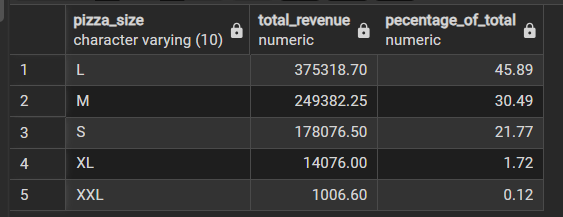 pizza_size total_revenue pecentage_of_total
character varying (10) numeric numeric
1 L 375318.70 45.89
2 M 249382.25 30.49
3 S 178076.50 21.77
4 XL 14076.00 1.72
5 XXL 1006.60 0.12